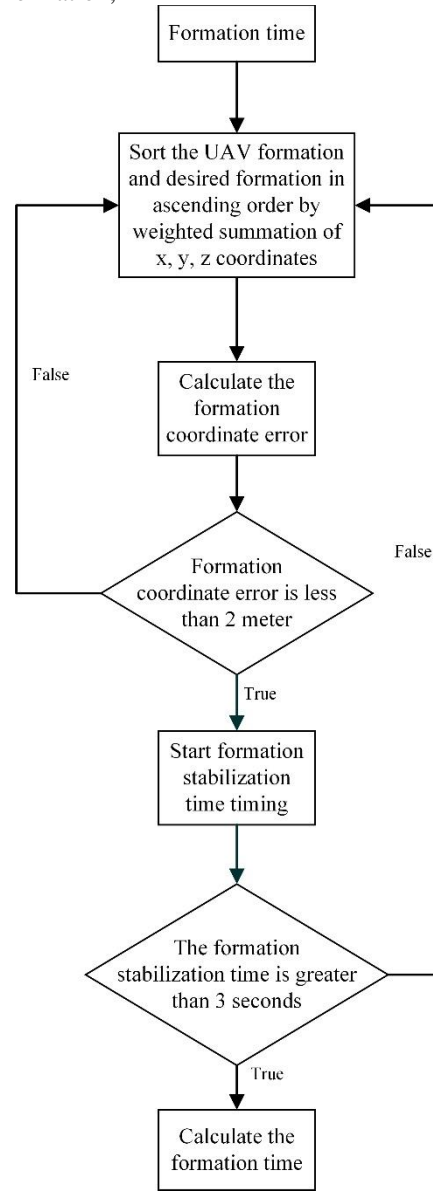 Formation time
Sort the UAV formation
and desired formation in
ascending order by
weighted summation of
x, y, z coordinates
False
Calculate the
formation
coordinate error
False
Formation
coordinate error is less
than 2 meter
True
Start formation
stabilization
time timing
The formation
stabilization time is greater
than 3 seconds
True
Calculate the
formation time